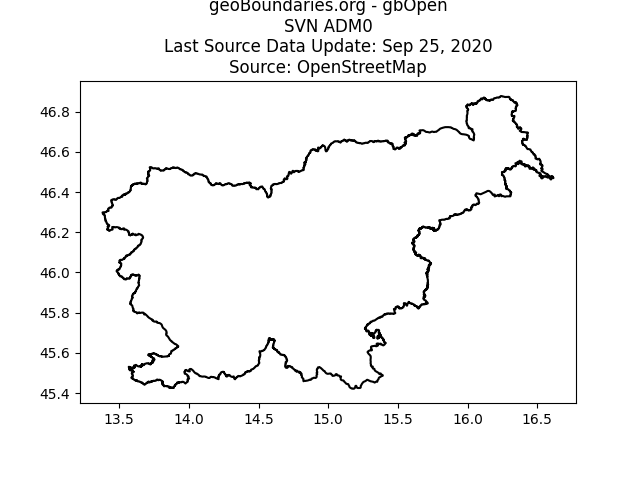 geoBoundaries.org - gbOpen
SVN ADM0
Last Source Data Update: Sep 25, 2020
Source: OpenStreetMap
46.8
46.6
46.4
46.2
46.0
45.8
45.6
45.4
13.5 14.0 14.5 15.0 15.5 16.0 16.5